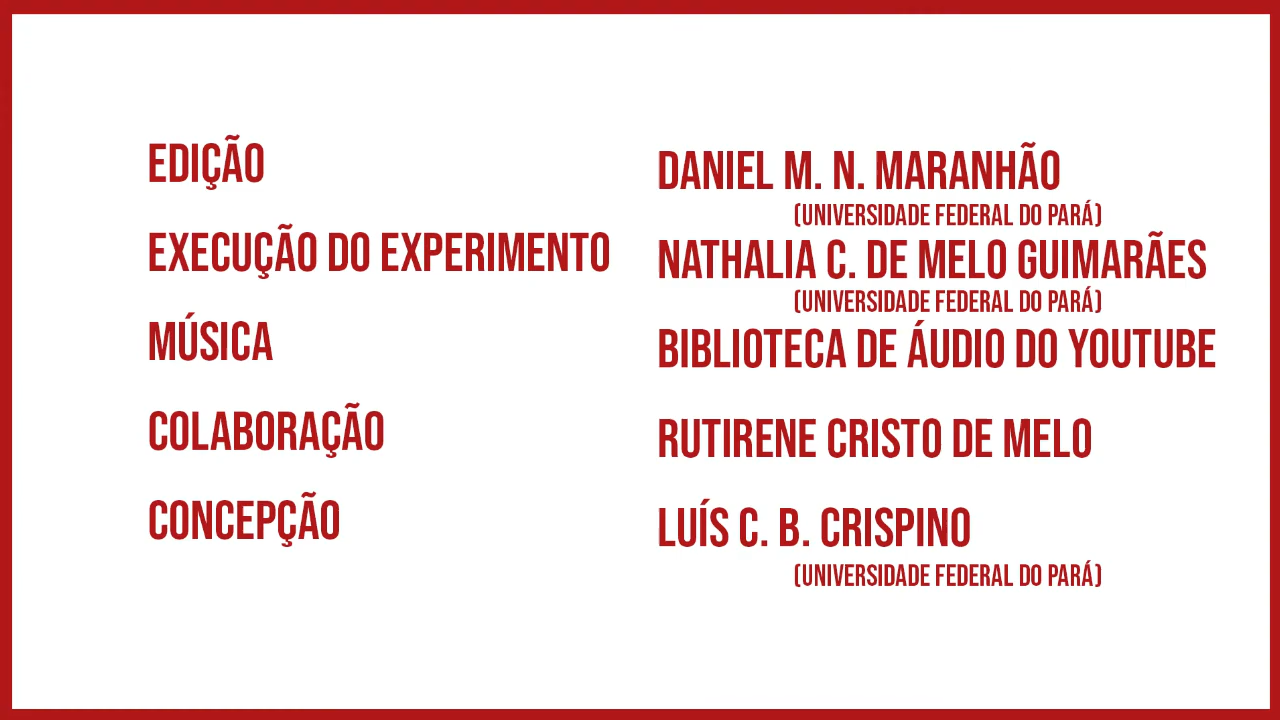 EDIÇÃO
DANIEL M. N. MARANHÃO
(UNIVERSIDADE FEDERAL DO PARÁ)
EXECUÇÃO DO EXPERIMENTO
NATHALIA C. DE MELO GUIMARÃES
(UNIVERSIDADE FEDERAL DO PARÁ)
MÚSICA
BIBLIOTECA DE ÁUDIO DO YOUTUBE
COLABORAÇÃO
RUTIRENE CRISTO DE MELO
CONCEPÇÃO
LUÍS C. B. CRISPINO
(UNIVERSIDADE FEDERAL DO PARÁ)